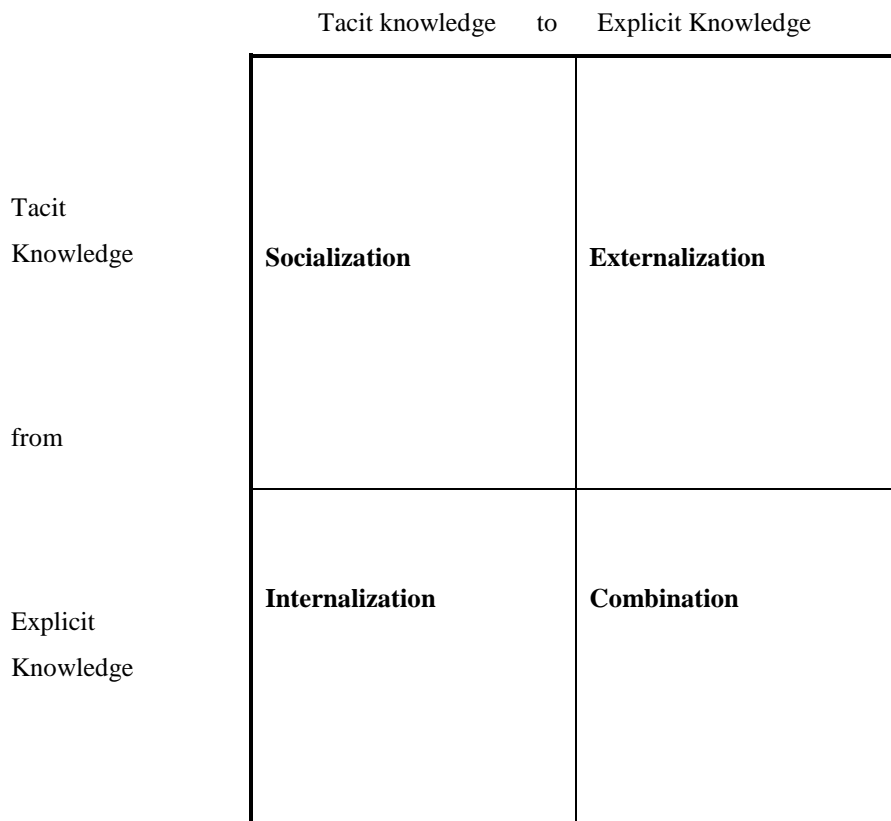 Tacit knowledge to Explicit Knowledge
Tacit
Knowledge
Socialization
Externalization
from
Internalization
Combination
Explicit
Knowledge